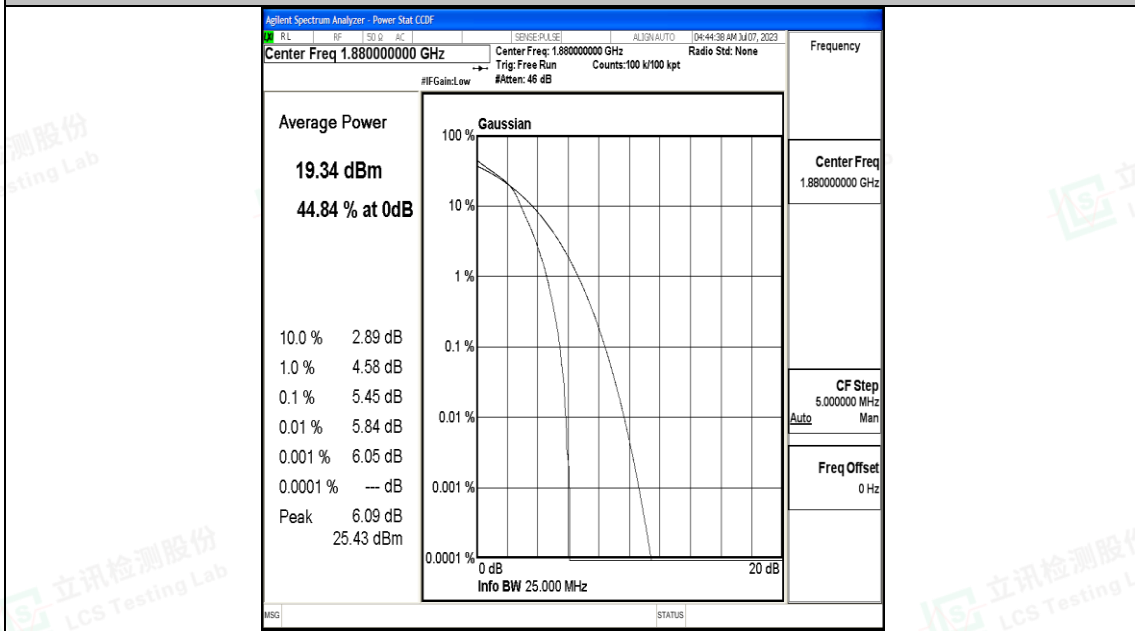 Agilent Spectrum Analyzer - Power Stat CCDF
RL RF 50 Ω AC SENSE:PULSE ALIGN AUTO 04:44:38 AM Jul 07, 2023
Center Freq 1.880000000 GHz
Center Freq: 1.880000000 GHz Radio Std: None
Trig: Free Run Counts:100 k/100 kpt
#IFGain:Low #Atten: 46 dB
Frequency
Average Power
19.34 dBm
44.84 % at 0dB
10.0 % 2.89 dB
1.0 % 4.58 dB
0.1 % 5.45 dB
0.01 % 5.84 dB
0.001 % 6.05 dB
0.0001 % --- dB
Peak 6.09 dB
25.43 dBm
Gaussian
100 %
10 %
1 %
0.1 %
0.01 %
0.001 %
0.0001 %
0 dB 20 dB
Info BW 25.000 MHz
Center Freq
1.880000000 GHz
CF Step
5.000000 MHz
Auto Man
Freq Offset
0 Hz
MSG STATUS
立讯检测股份
LCS Testing Lab
立讯检测股份